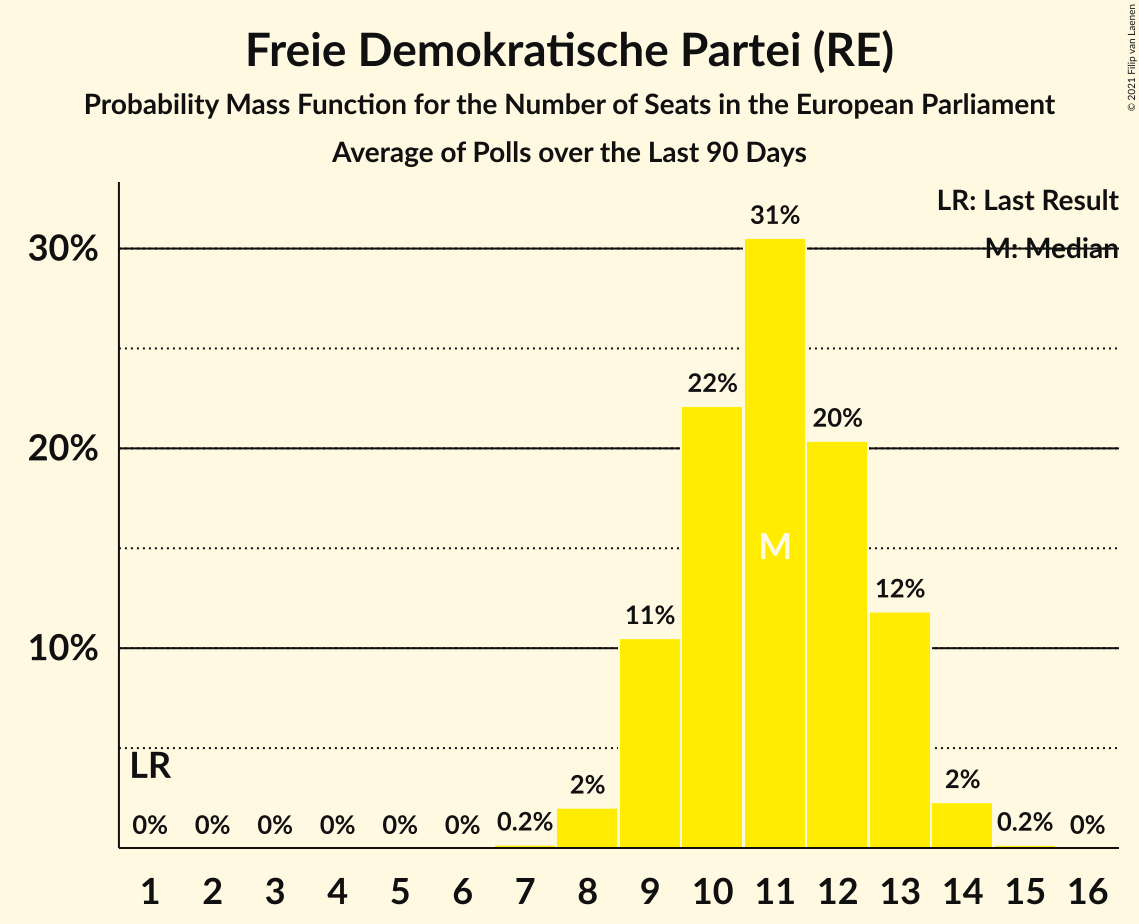 Freie Demokratische Partei (RE)
Probability Mass Function for the Number of Seats in the European Parliament
Average of Polls over the Last 90 Days
© 2021 Filip van Laenen
LR: Last Result
M: Median
30%
20%
10%
31%
22%
20%
12%
11%
2%
2%
0% 0% 0% 0% 0% 0% 0.2% 0.2% 0%
LR
M
1 2 3 4 5 6 7 8 9 10 11 12 13 14 15 16